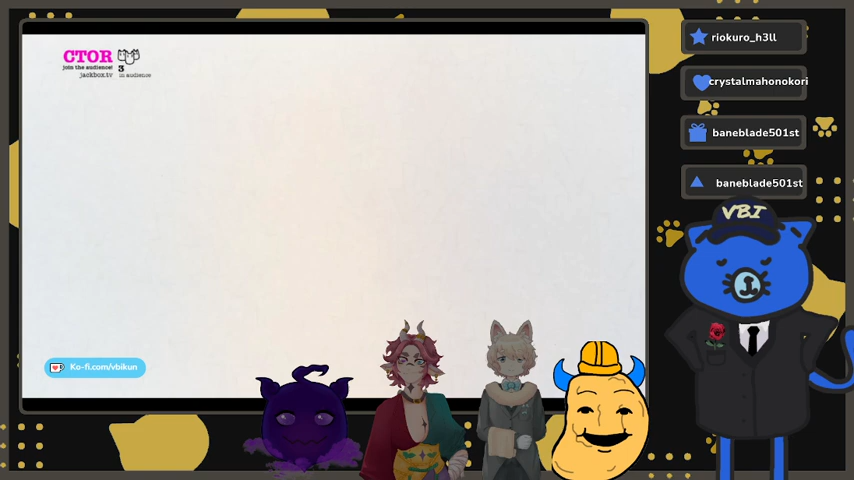 CTOR
join the audience!
jackbox.tv
3
in audience
riokuro_h3ll
crystalmahonokori
baneblade501st
baneblade501st
VBI
Ko-fi.com/vbikun